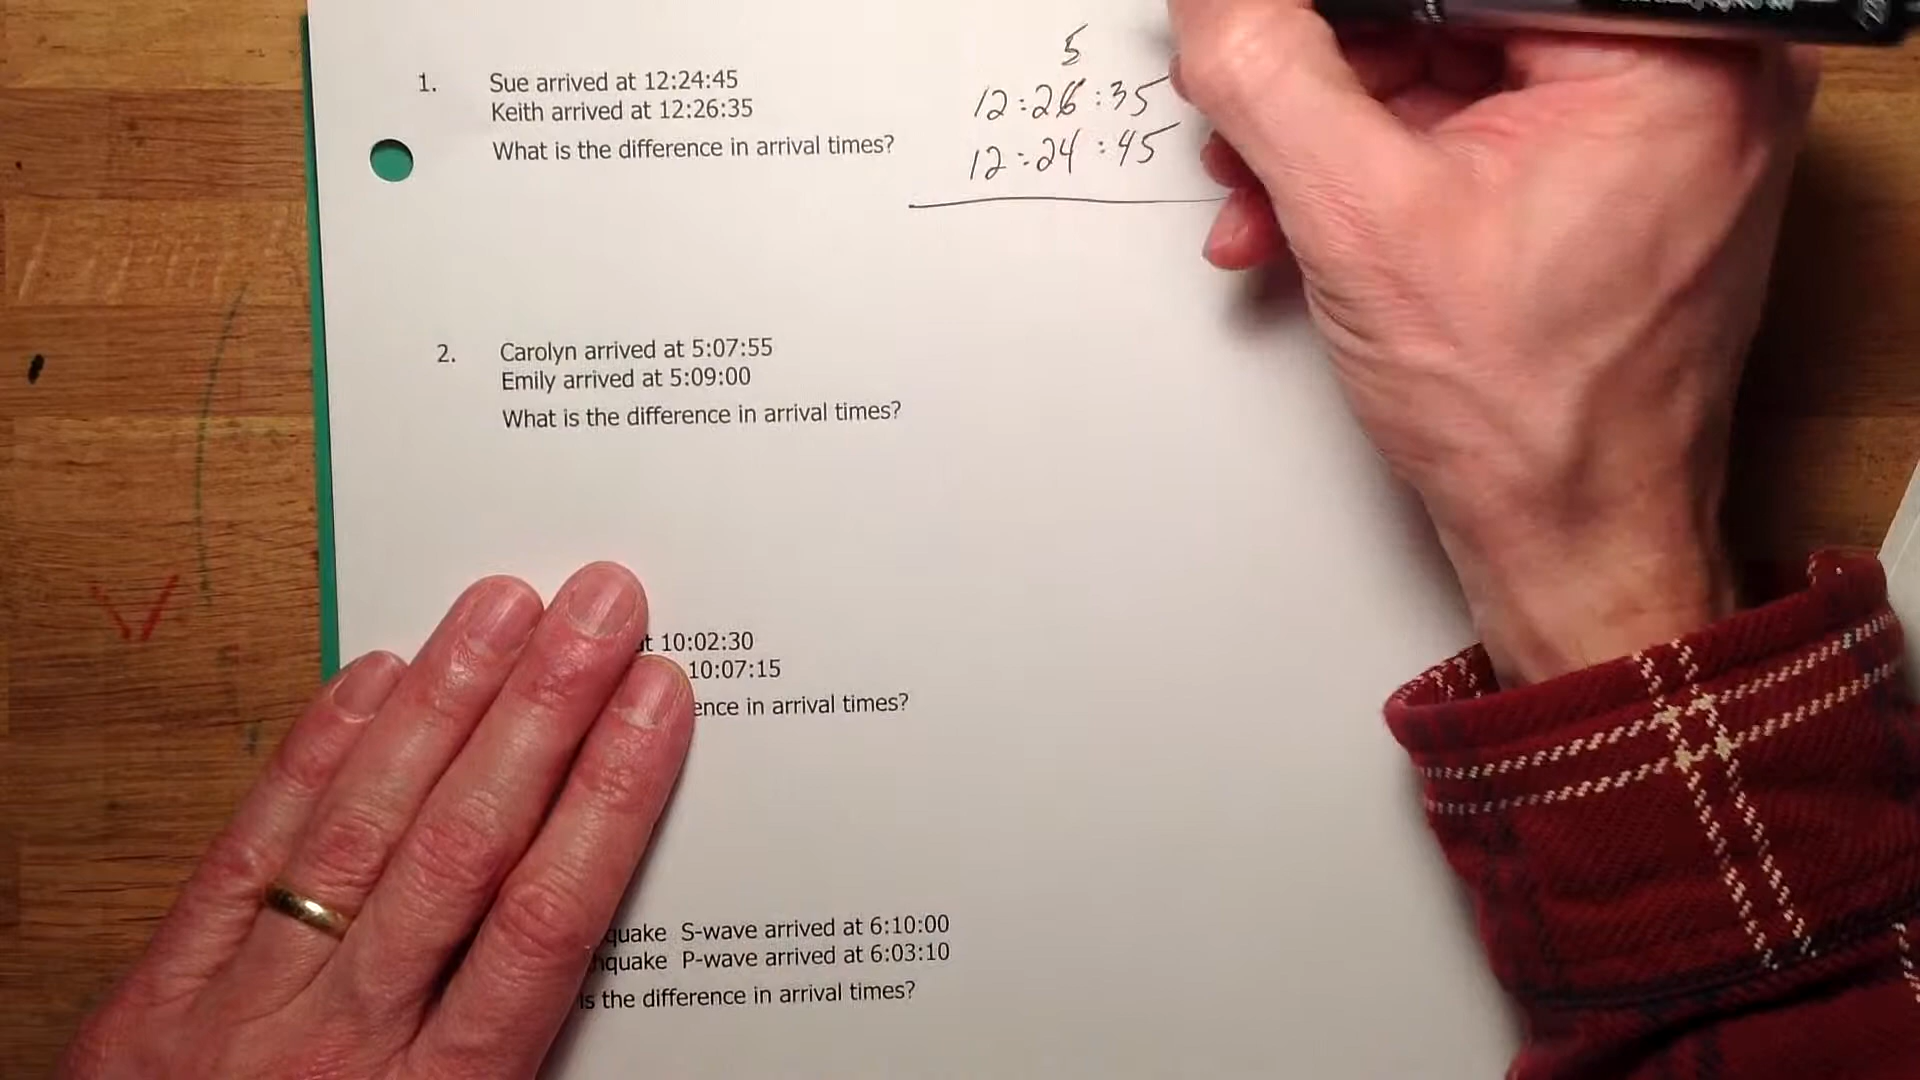 1. Sue arrived at 12:24:45
Keith arrived at 12:26:35
What is the difference in arrival times?
5
12:26:35
12:24:45
2. Carolyn arrived at 5:07:55
Emily arrived at 5:09:00
What is the difference in arrival times?
10:02:30
10:07:15
in arrival times?
S-wave arrived at 6:10:00
P-wave arrived at 6:03:10
is the difference in arrival times?